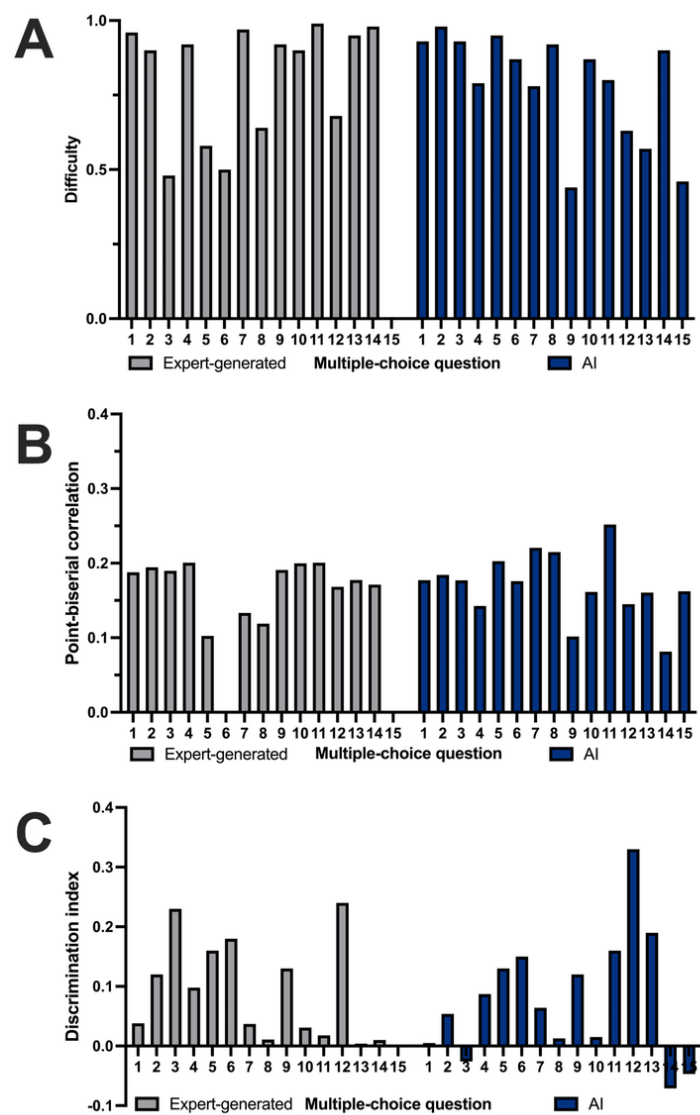 A
Difficulty
1.0
0.5
0.0
1 2 3 4 5 6 7 8 9 10 11 12 13 14 15 1 2 3 4 5 6 7 8 9 10 11 12 13 14 15
Expert-generated Multiple-choice question AI
B
Point-biserial correlation
0.4
0.3
0.2
0.1
0.0
1 2 3 4 5 6 7 8 9 10 11 12 13 14 15 1 2 3 4 5 6 7 8 9 10 11 12 13 14 15
Expert-generated Multiple-choice question AI
C
Discrimination index
0.4
0.3
0.2
0.1
0.0
1 2 3 4 5 6 7 8 9 10 11 12 13 14 15 1 2 3 4 5 6 7 8 9 10 11 12 13 14 15
-0.1
Expert-generated Multiple-choice question AI